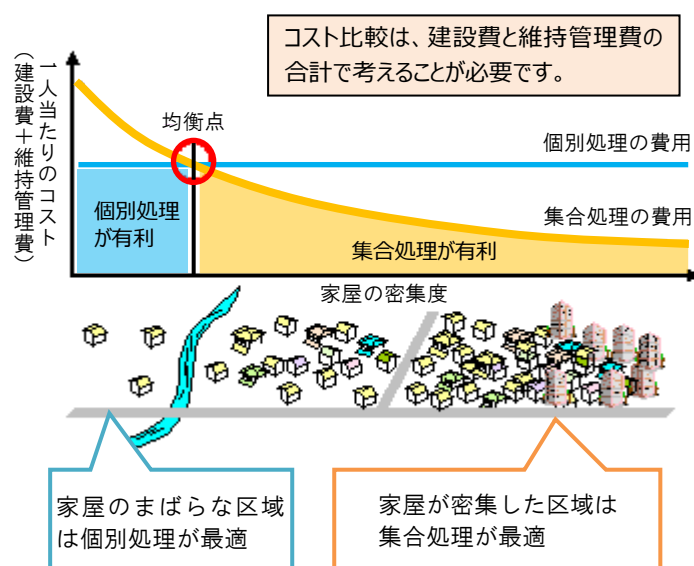 コスト比較は、建設費と維持管理費の
合計で考えることが必要です。
一人当たりのコスト
（建設費＋維持管理費）
均衡点
個別処理の費用
個別処理
が有利
集合処理の費用
集合処理が有利
家屋の密集度
家屋のまばらな区域
は個別処理が最適
家屋が密集した区域は
集合処理が最適